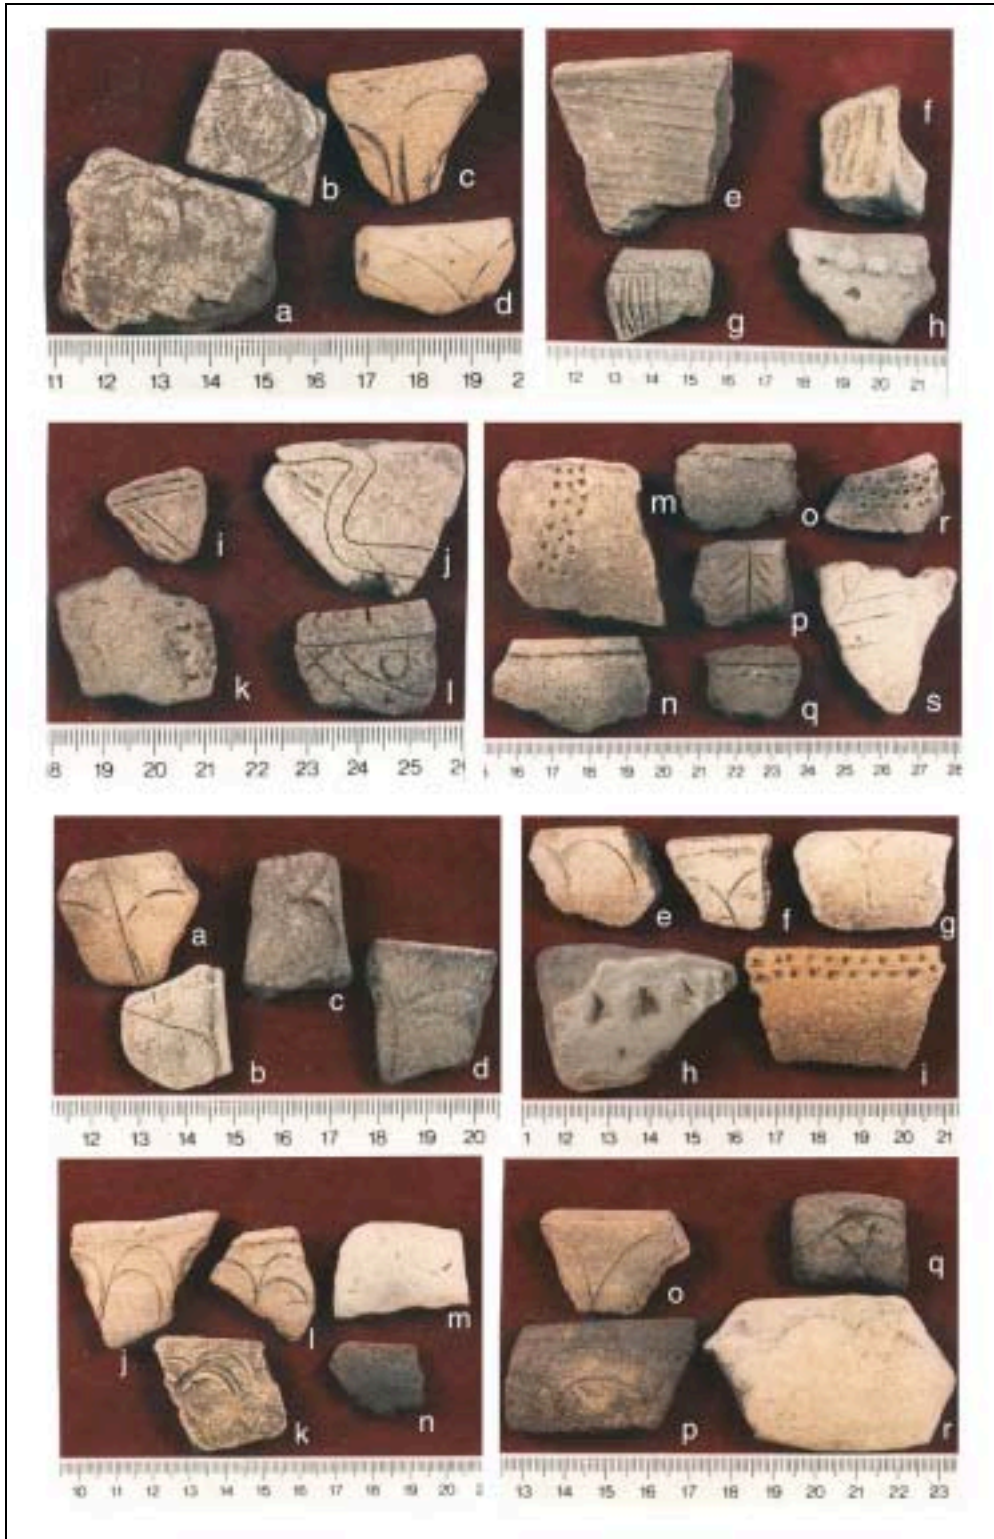 a b c d
11 12 13 14 15 16 17 18 19 2
e f g h
12 13 14 15 16 17 18 19 20 21
i j k l
18 19 20 21 22 23 24 25 26
m n o p q r s
16 17 18 19 20 21 22 23 24 25 26 27 28
a b c d
12 13 14 15 16 17 18 19 20
e f g h i
1 12 13 14 15 16 17 18 19 20 21
j k l m n
10 11 12 13 14 15 16 17 18 19 20
o p q r
13 14 15 16 17 18 19 20 21 22 23